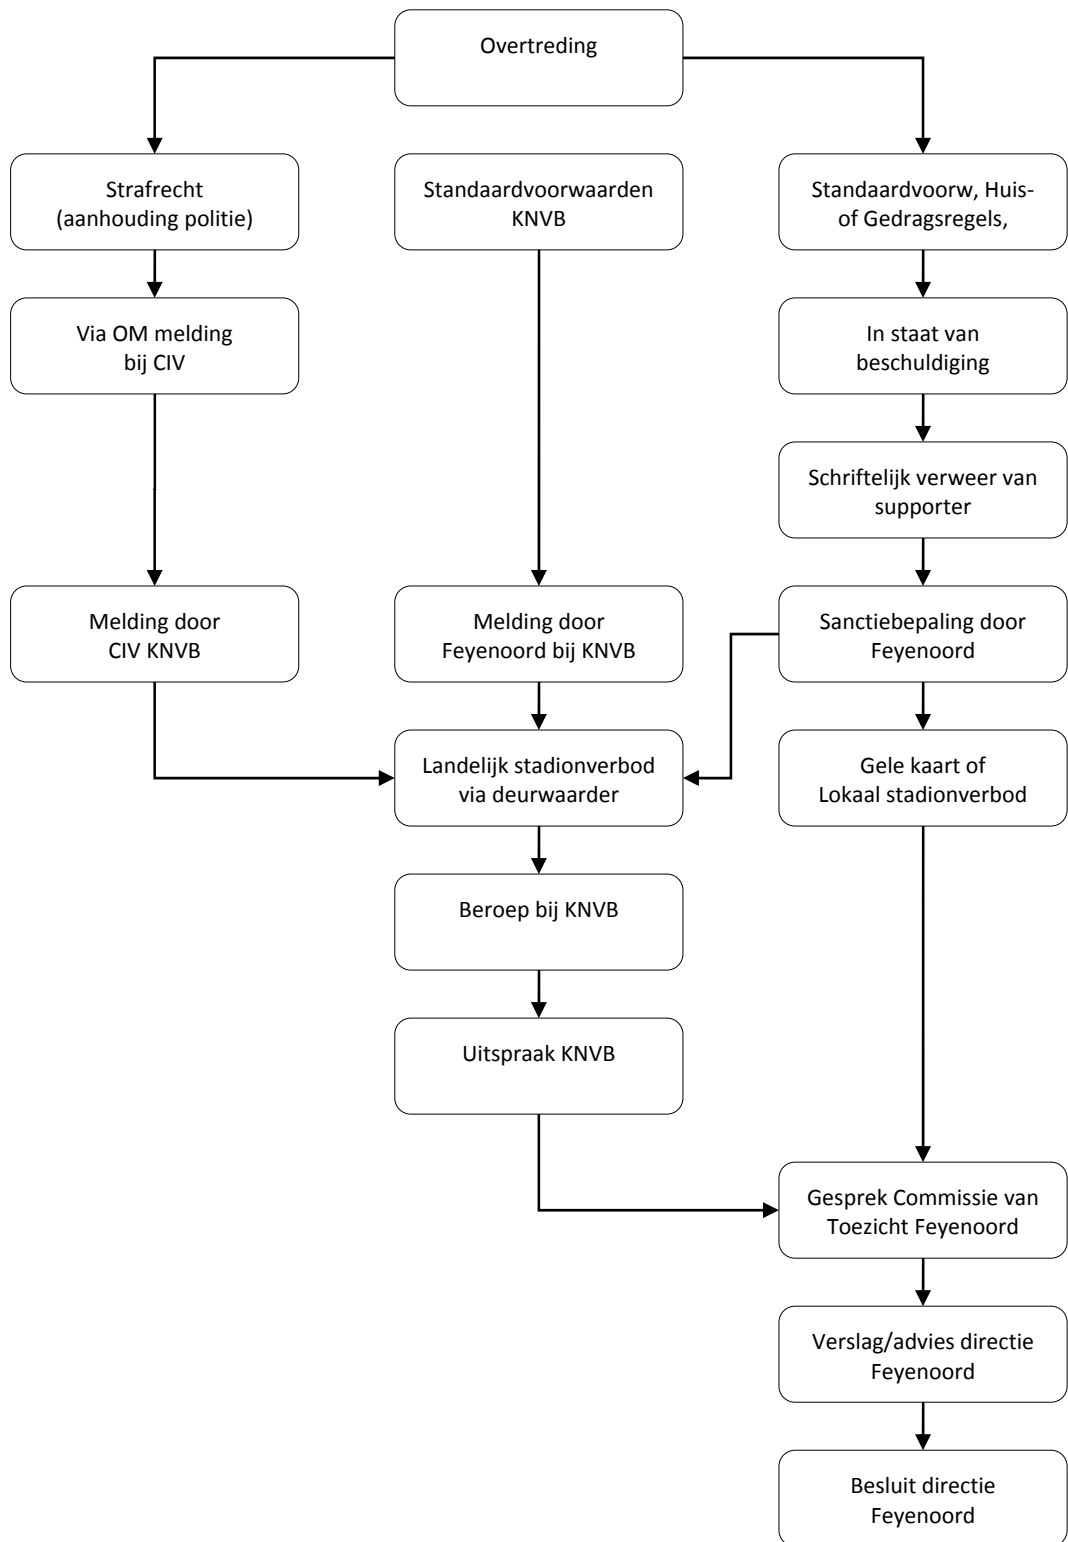 Overtreding
Strafrecht
(aanhouding politie)
Standaardvoorwaarden
KNVB
Standaardvoorw, Huis-
of Gedragsregels,
Via OM melding
bij CIV
In staat van
beschuldiging
Schriftelijk verweer van
supporter
Melding door
CIV KNVB
Melding door
Feyenoord bij KNVB
Sanctiebepaling door
Feyenoord
Landelijk stadionverbod
via deurwaarder
Gele kaart of
Lokaal stadionverbod
Beroep bij KNVB
Uitspraak KNVB
Gesprek Commissie van
Toezicht Feyenoord
Verslag/advies directie
Feyenoord
Besluit directie
Feyenoord